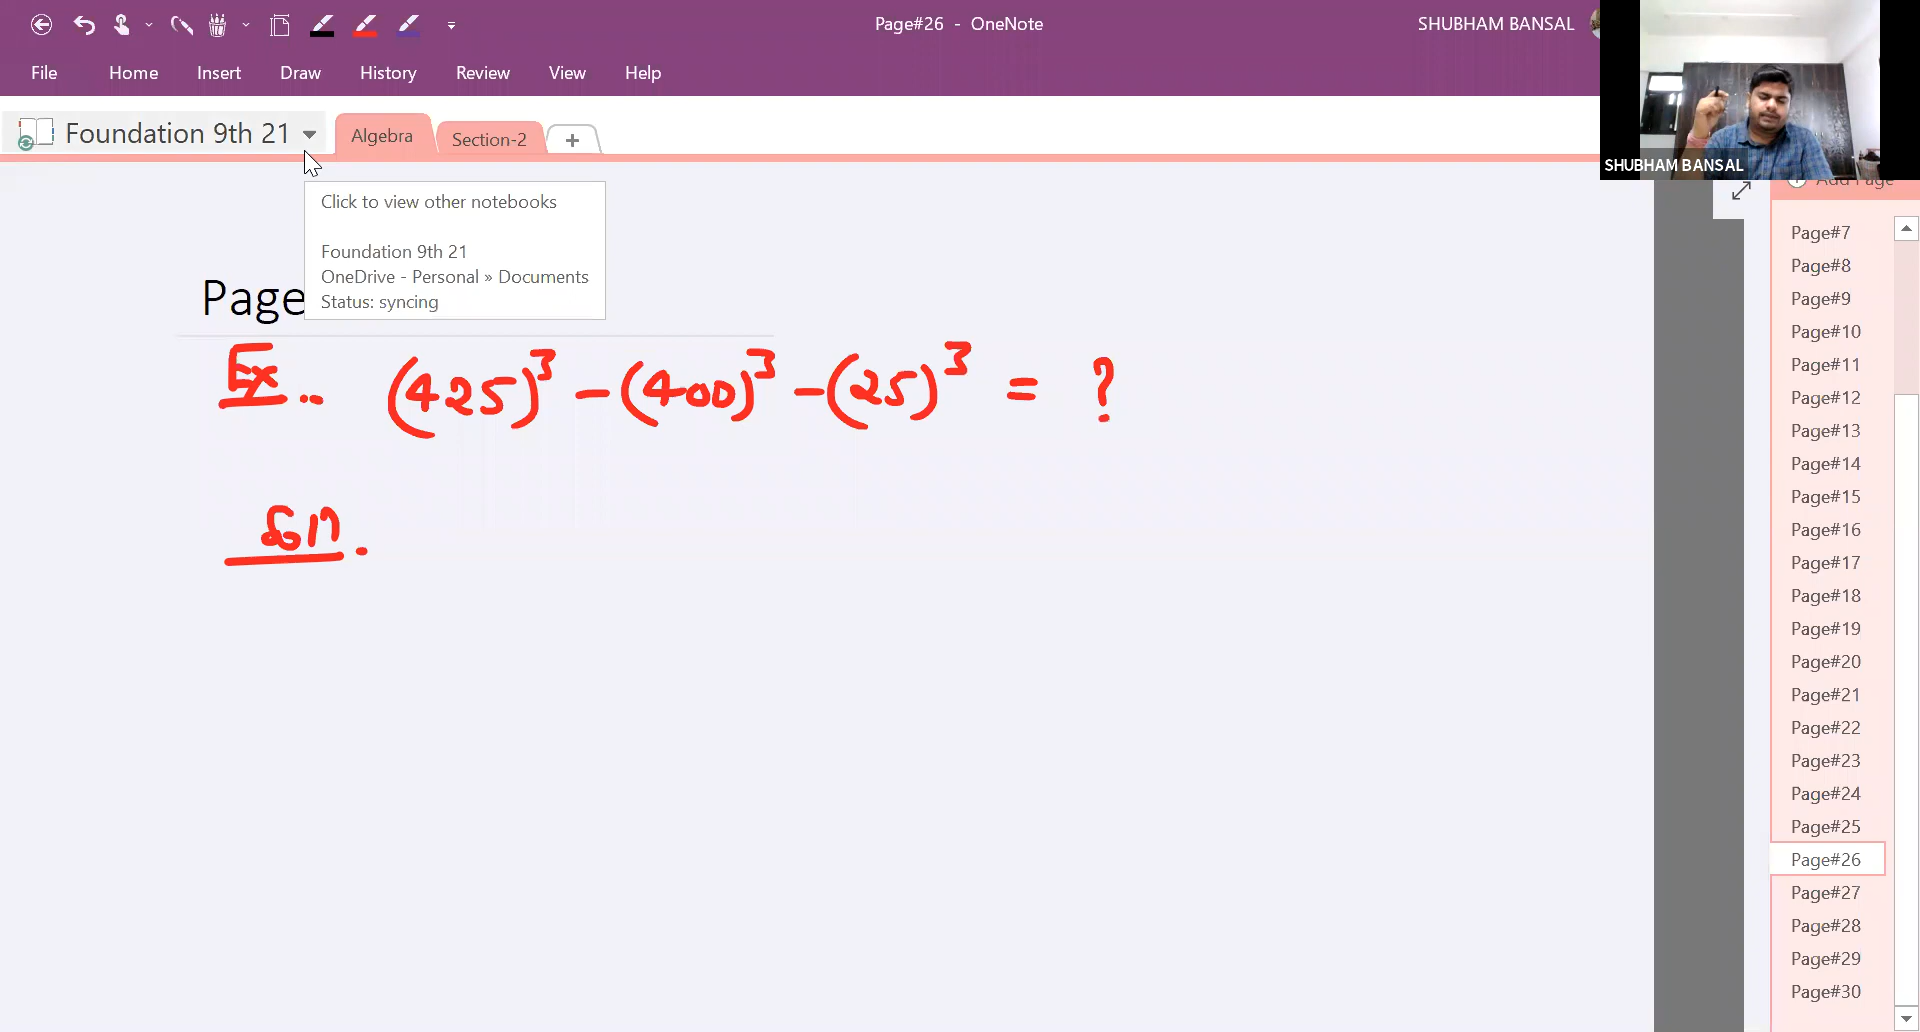 Page#26 - OneNote
SHUBHAM BANSAL
File Home Insert Draw History Review View Help
SHUBHAM BANSAL
Foundation 9th 21
Algebra
Section-2
+
Add Page
Click to view other notebooks
Foundation 9th 21
OneDrive - Personal » Documents
Status: syncing
Page
Ex.. (425)³ - (400)³ - (25)³ = ?
Soln.
Page#7
Page#8
Page#9
Page#10
Page#11
Page#12
Page#13
Page#14
Page#15
Page#16
Page#17
Page#18
Page#19
Page#20
Page#21
Page#22
Page#23
Page#24
Page#25
Page#26
Page#27
Page#28
Page#29
Page#30